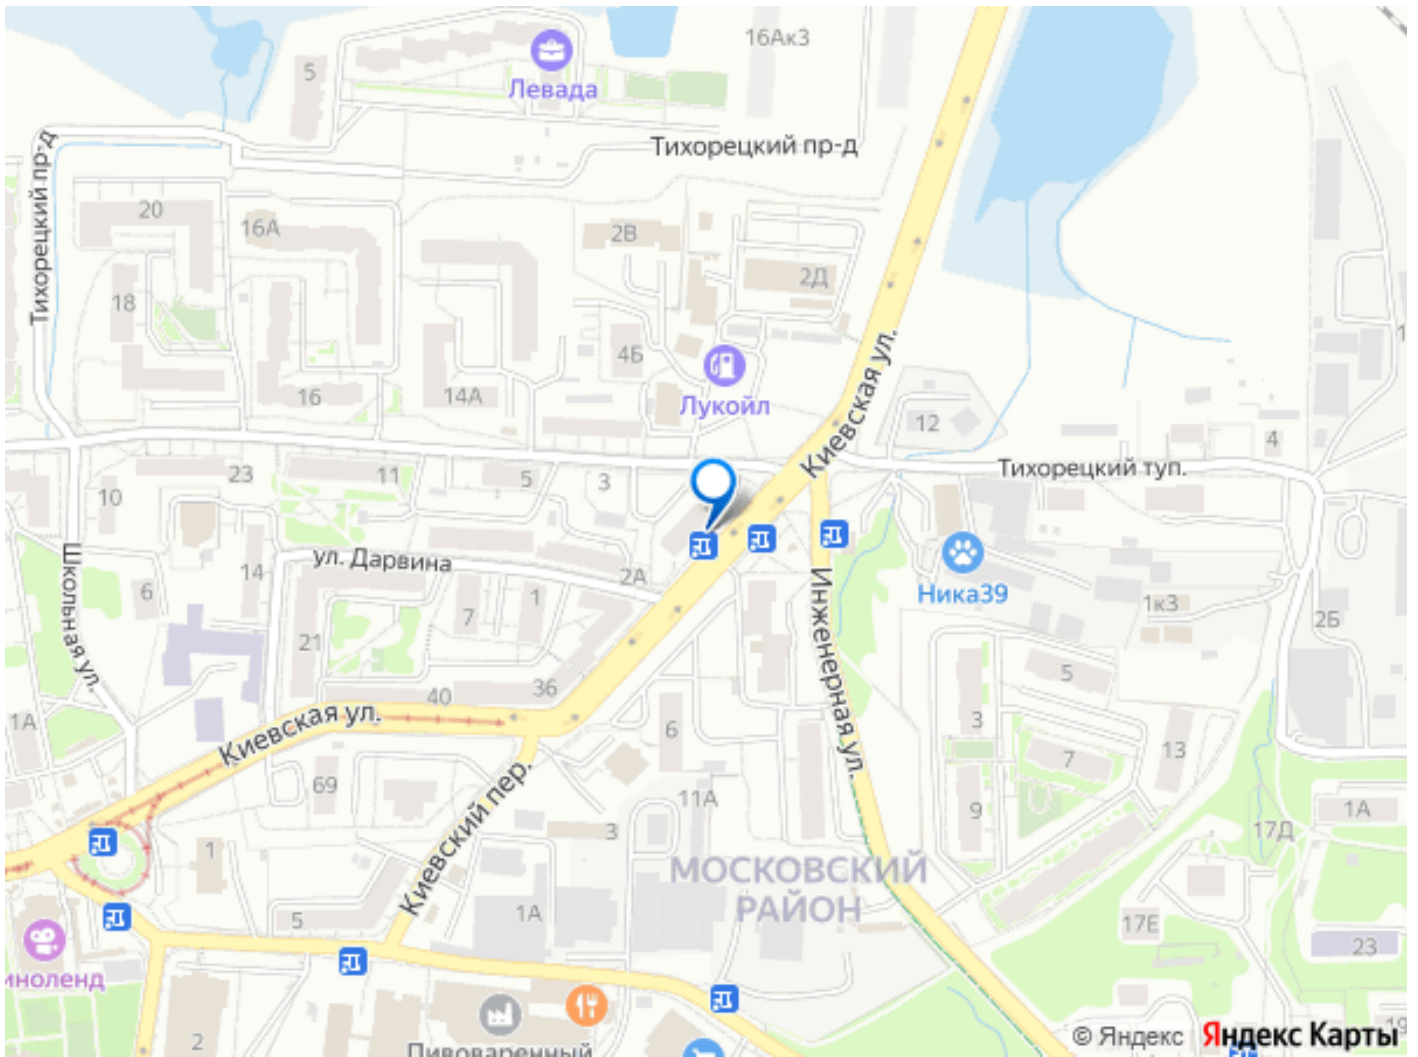 16Ак3
5
Левада
Тихорецкий пр-д
Тихорецкий пр-д
20
16А
2В
2Д
18
4Б
Киевская ул.
16
14А
Лукойл
12
4
23
11
5
3
Тихорецкий туп.
10
ул. Дарвина
2А
14
6
7
1
Школьная ул.
Инженерная ул.
Ника39
1к3
2Б
21
5
40
36
1А
Киевская ул.
6
3
7
13
69
Киевский пер.
11А
9
1А
3
17Д
1
МОСКОВСКИЙ
РАЙОН
5
1А
17Е
23
иноленд
2
Пивоваренный
© Яндекс
Яндекс Карты